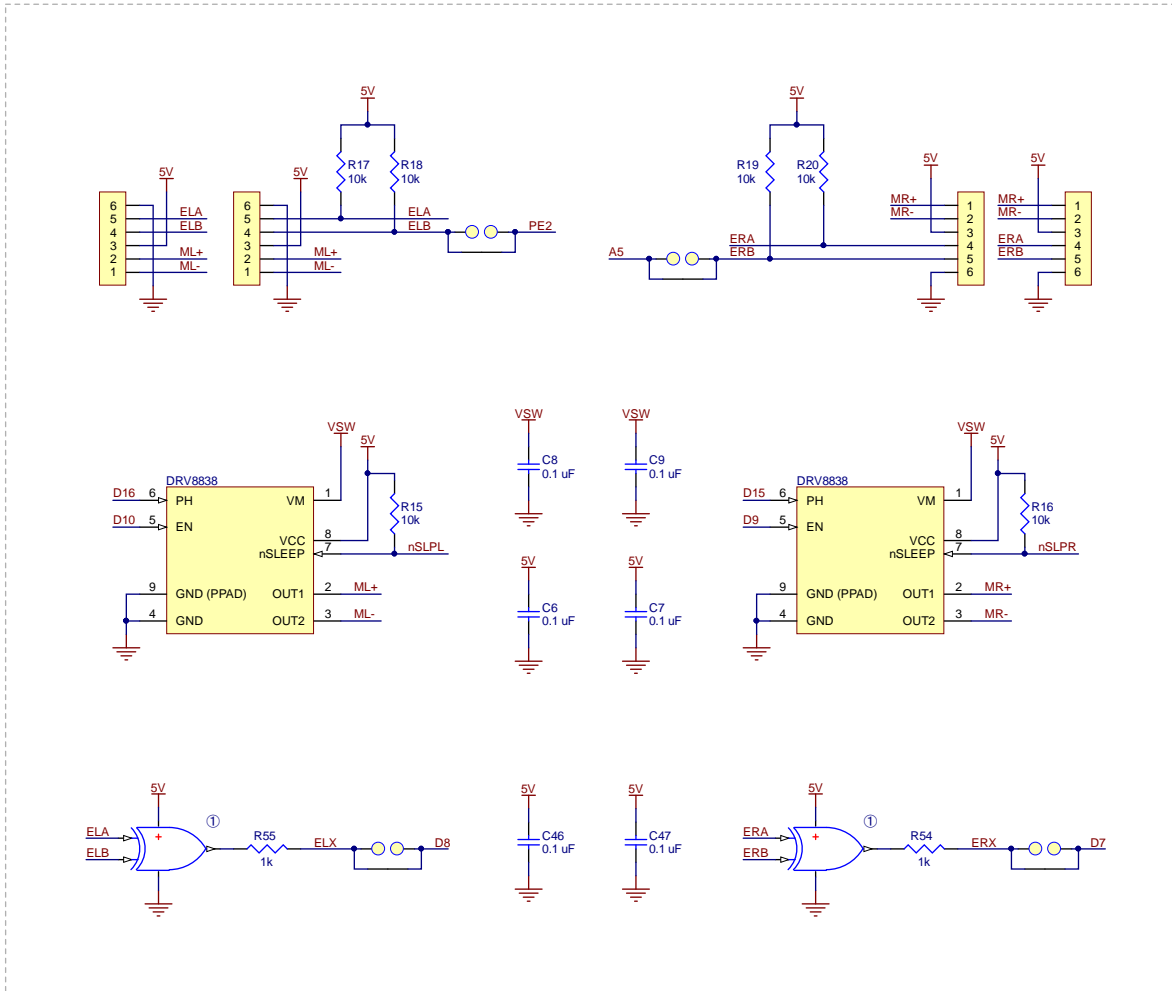 5V
R17
10k
R18
10k
5V
5V
6
5
4
3
2
1
ELA
ELB
ML+
ML-
6
5
4
3
2
1
ELA
ELB
PE2
ML+
ML-
5V
R19
10k
R20
10k
5V
5V
A5
ERA
ERB
MR+
MR-
1
2
3
4
5
6
MR+
MR-
ERA
ERB
1
2
3
4
5
6
VSW
5V
DRV8838
D16
6
PH
VM
1
R15
10k
D10
5
EN
VCC
8
nSLEEP
7
nSLPL
9
GND (PPAD)
OUT1
2
ML+
4
GND
OUT2
3
ML-
VSW
C8
0.1 uF
VSW
C9
0.1 uF
5V
C6
0.1 uF
5V
C7
0.1 uF
VSW
5V
DRV8838
D15
6
PH
VM
1
R16
10k
D9
5
EN
VCC
8
nSLEEP
7
nSLPR
9
GND (PPAD)
OUT1
2
MR+
4
GND
OUT2
3
MR-
5V
①
ELA
ELB
+
R55
1k
ELX
D8
5V
C46
0.1 uF
5V
C47
0.1 uF
5V
①
ERA
ERB
+
R54
1k
ERX
D7